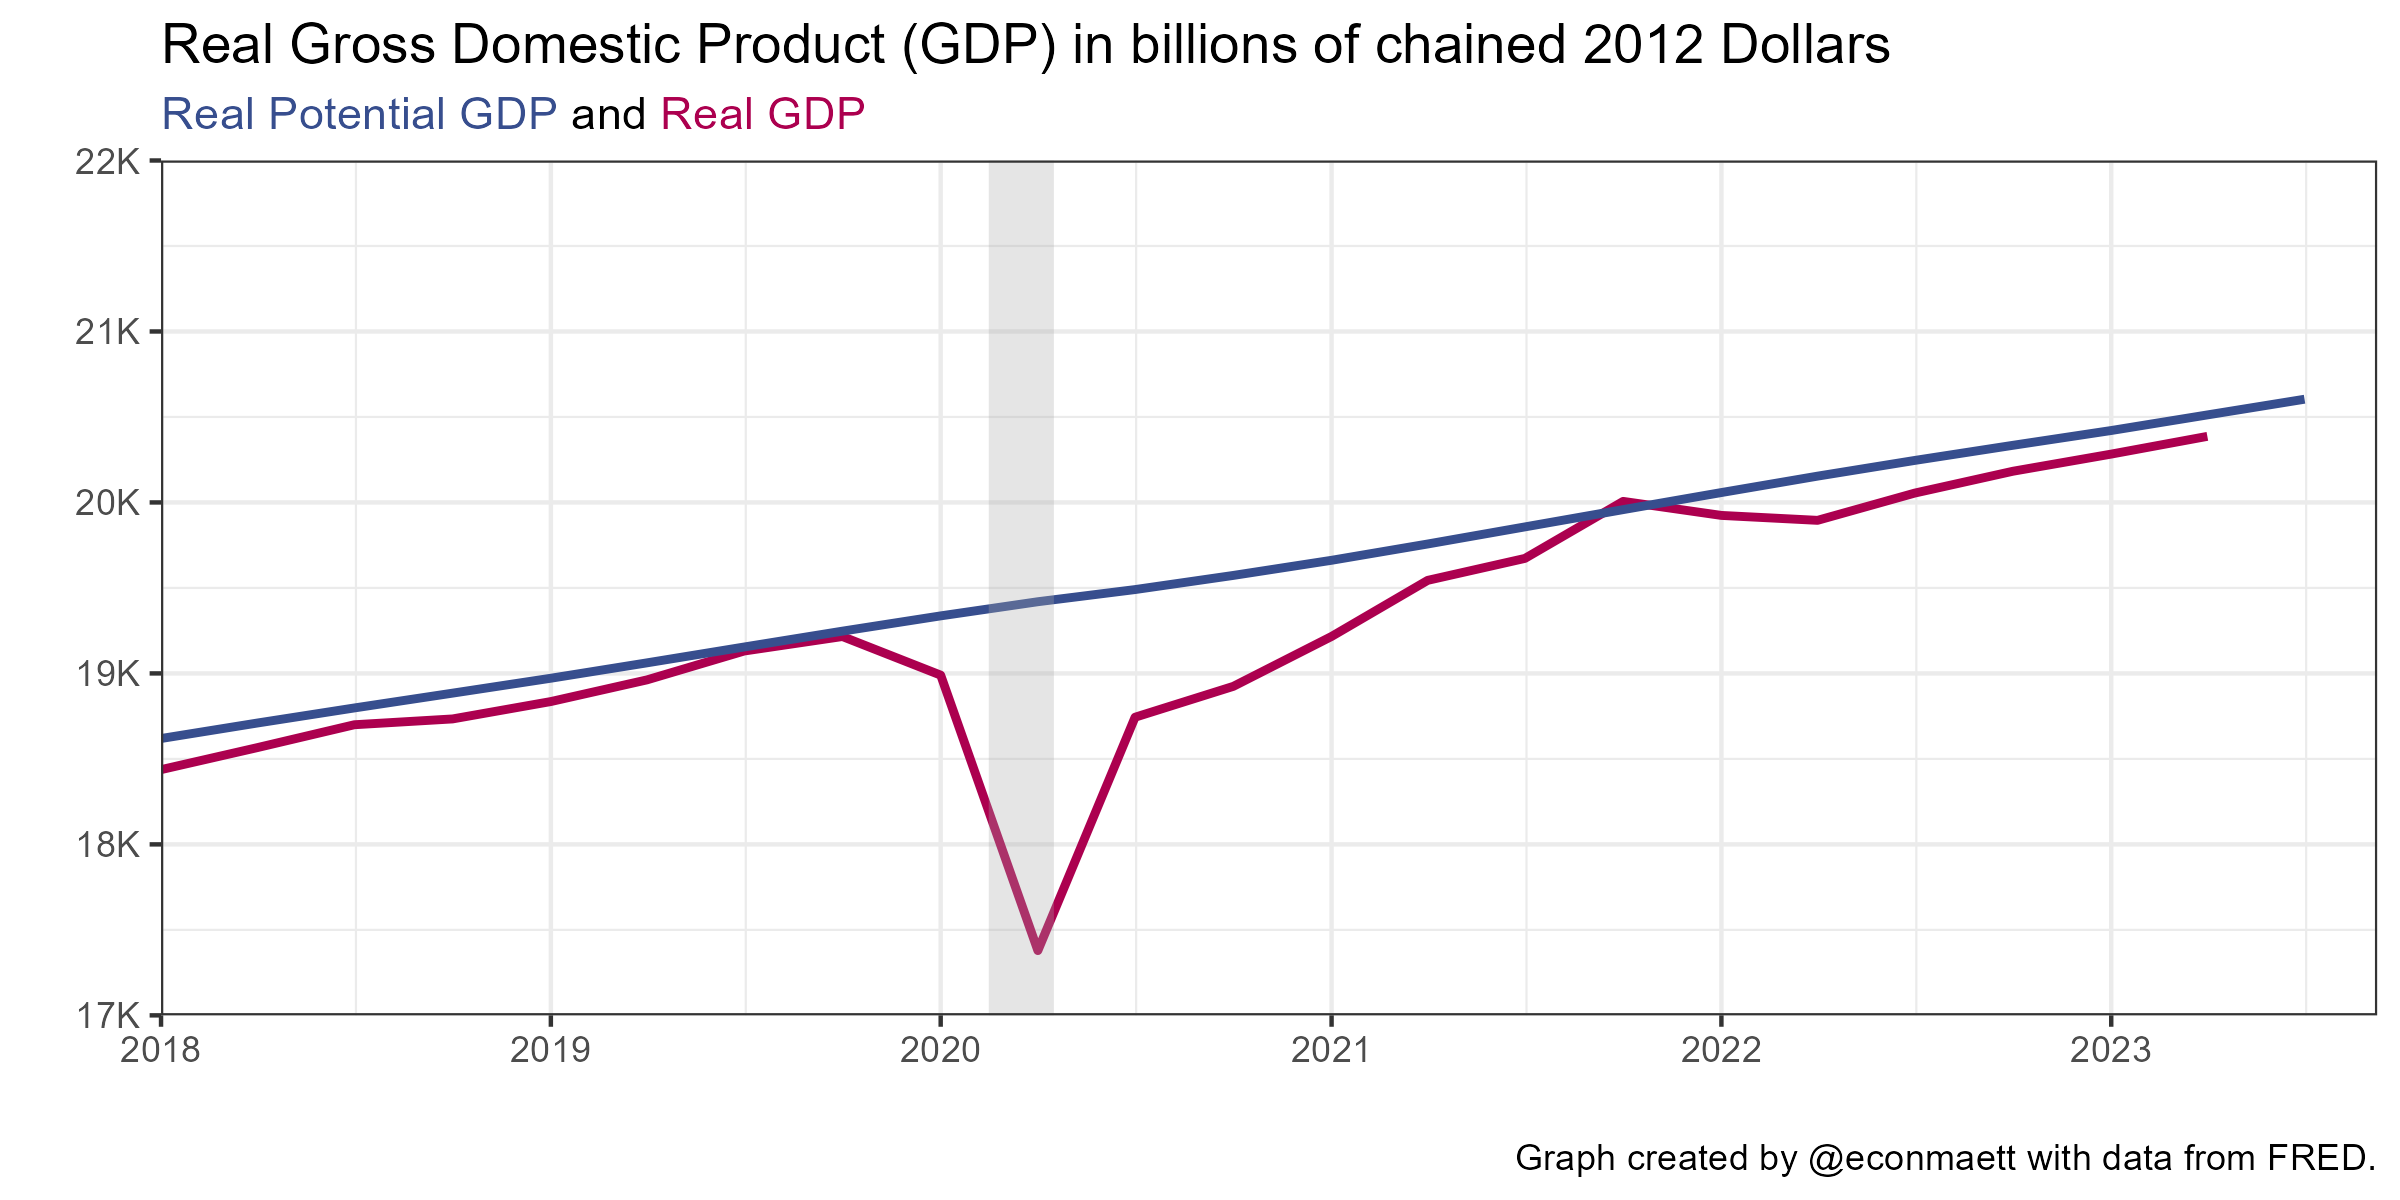 Real Gross Domestic Product (GDP) in billions of chained 2012 Dollars
Real Potential GDP and Real GDP
22K
21K
20K
19K
18K
17K
2018 2019 2020 2021 2022 2023
Graph created by @econmaett with data from FRED.